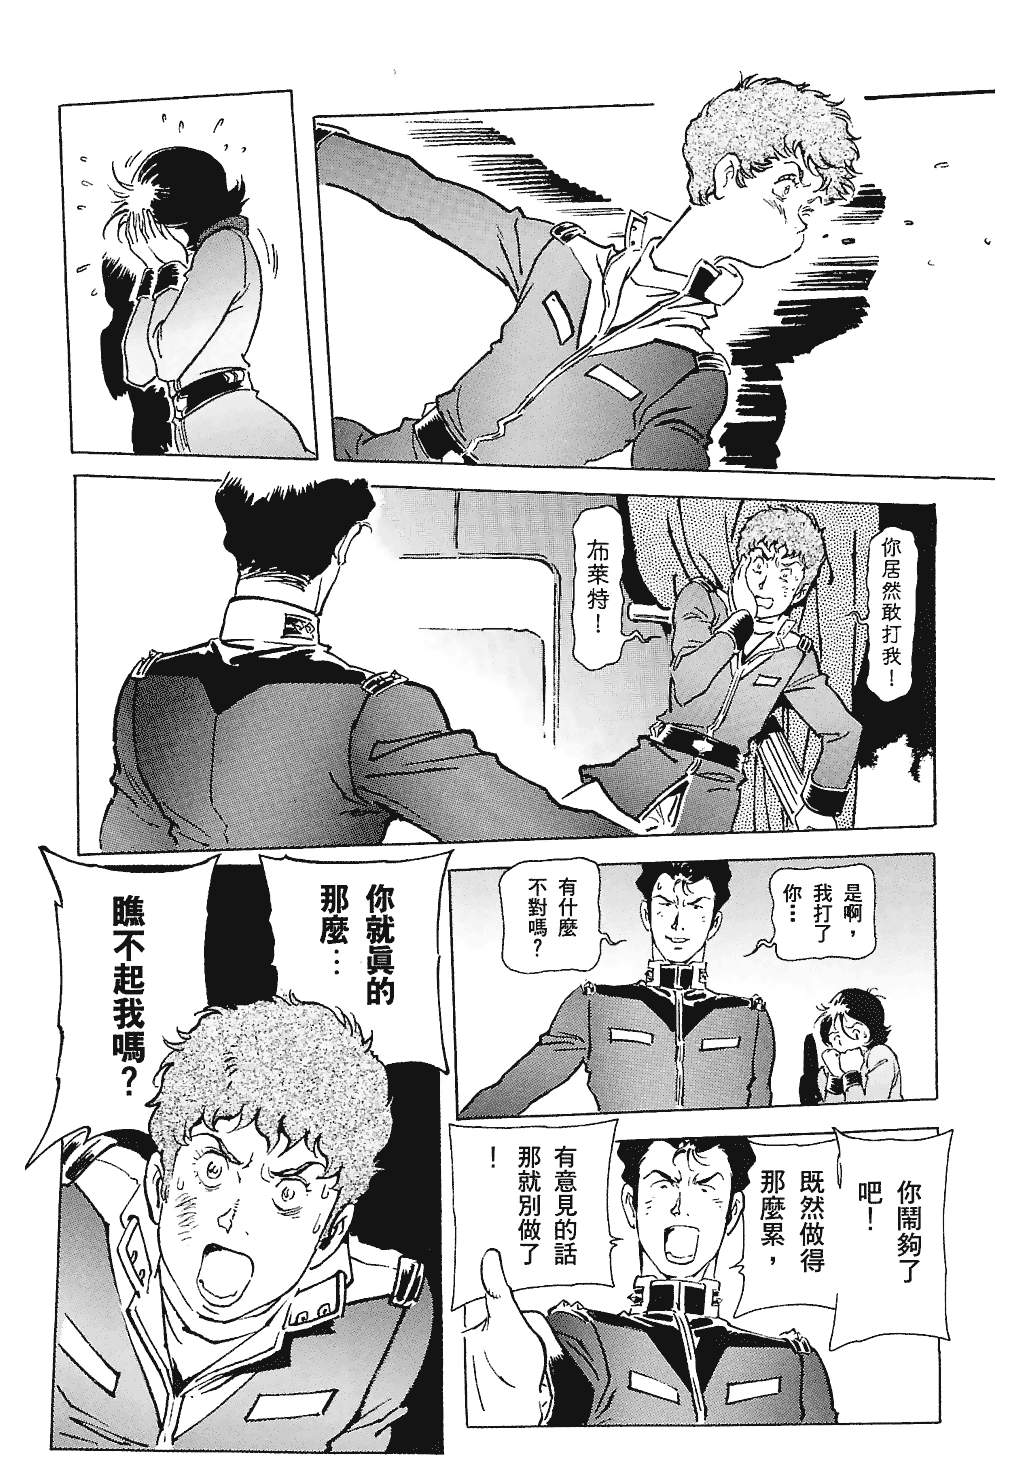 你居然敢打我！
布萊特！
是啊，
我打了
你…
有什麼
不對嗎？
你鬧夠了
吧！
既然做得
那麼累，
有意見的話
那就別做了
！
你就真的
那麼…
瞧不起我嗎？